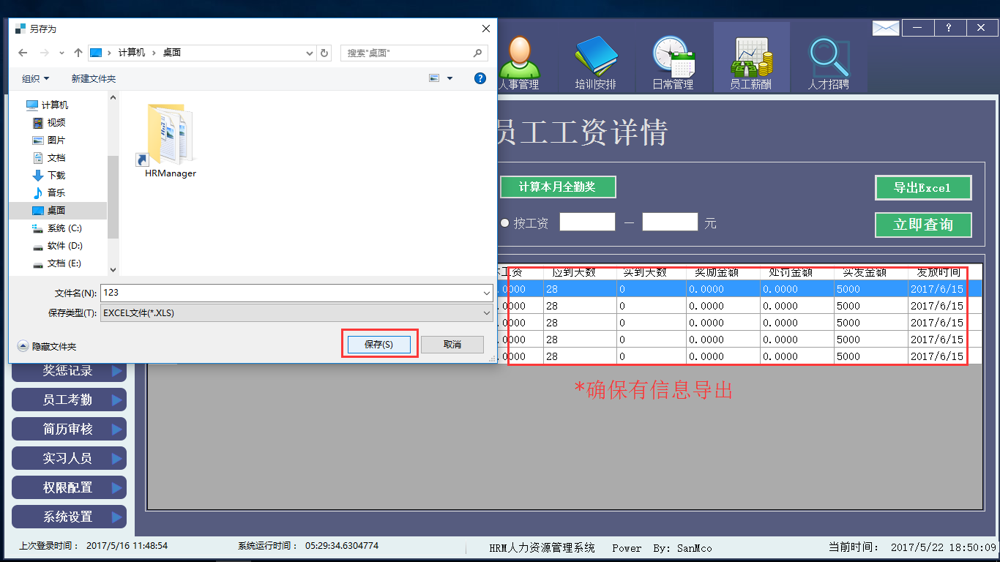 另存为
计算机 › 桌面
搜索"桌面"
组织
新建文件夹
计算机
视频
图片
文档
下载
音乐
桌面
系统 (C:)
软件 (D:)
文档 (E:)
HRManager
文件名(N): 123
保存类型(T): EXCEL文件(*.XLS)
隐藏文件夹
保存(S)
取消
?
人事管理
培训安排
日常管理
员工薪酬
人才招聘
员工工资详情
计算本月全勤奖
导出Excel
按工资 — 元
立即查询
工资 应到天数 实到天数 奖励金额 处罚金额 实发金额 发放时间
.0000 28 0 0.0000 0.0000 5000 2017/6/15
.0000 28 0 0.0000 0.0000 5000 2017/6/15
.0000 28 0 0.0000 0.0000 5000 2017/6/15
.0000 28 0 0.0000 0.0000 5000 2017/6/15
.0000 28 0 0.0000 0.0000 5000 2017/6/15
*确保有信息导出
奖惩记录
员工考勤
简历审核
实习人员
权限配置
系统设置
上次登录时间： 2017/5/16 11:48:54
系统运行时间： 05:29:34.6304774
HRM人力资源管理系统 Power By: SanMco
当前时间： 2017/5/22 18:50:09